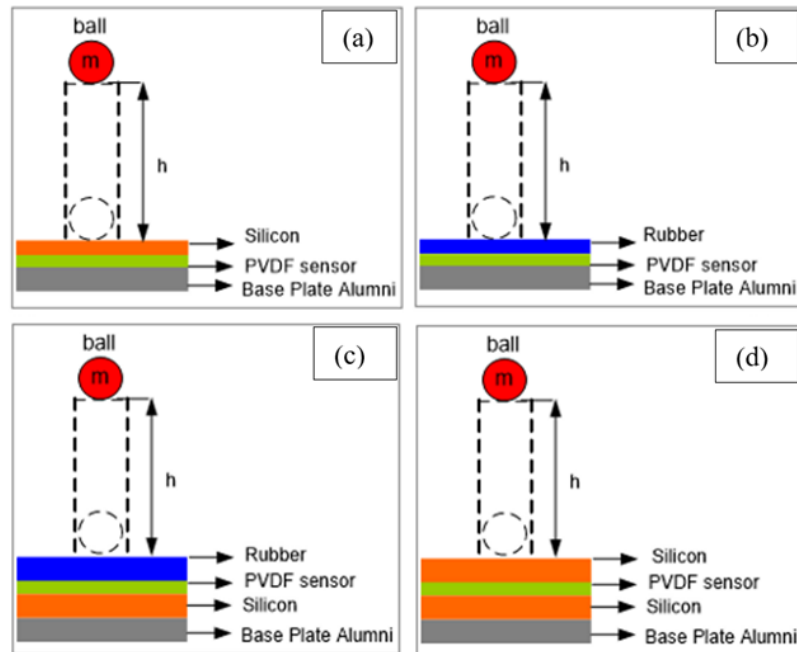 ball
(a)
m
h
Silicon
PVDF sensor
Base Plate Alumni
ball
(b)
m
h
Rubber
PVDF sensor
Base Plate Alumni
ball
(c)
m
h
Rubber
PVDF sensor
Silicon
Base Plate Alumni
ball
(d)
m
h
Silicon
PVDF sensor
Silicon
Base Plate Alumni